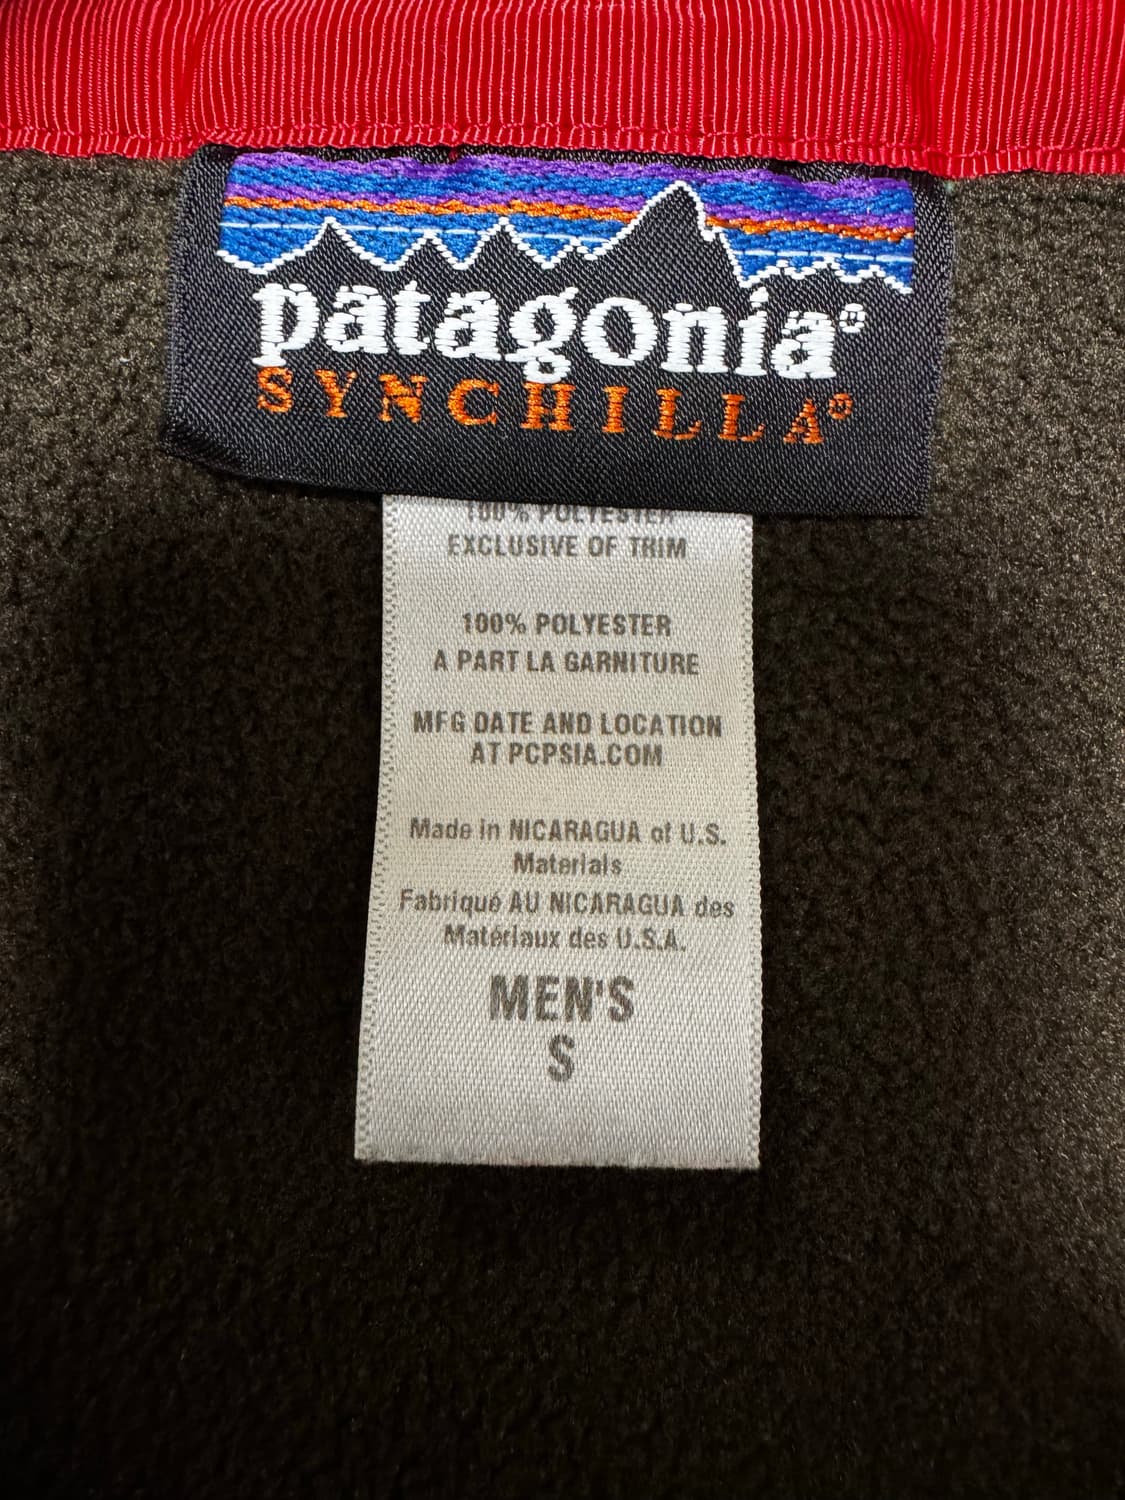 patagonia®
SYNCHILLA®
100% POLYESTER
EXCLUSIVE OF TRIM
100% POLYESTER
A PART LA GARNITURE
MFG DATE AND LOCATION
AT PCPSIA.COM
Made in NICARAGUA of U.S.
Materials
Fabriqué AU NICARAGUA des
Matériaux des U.S.A.
MEN'S
S